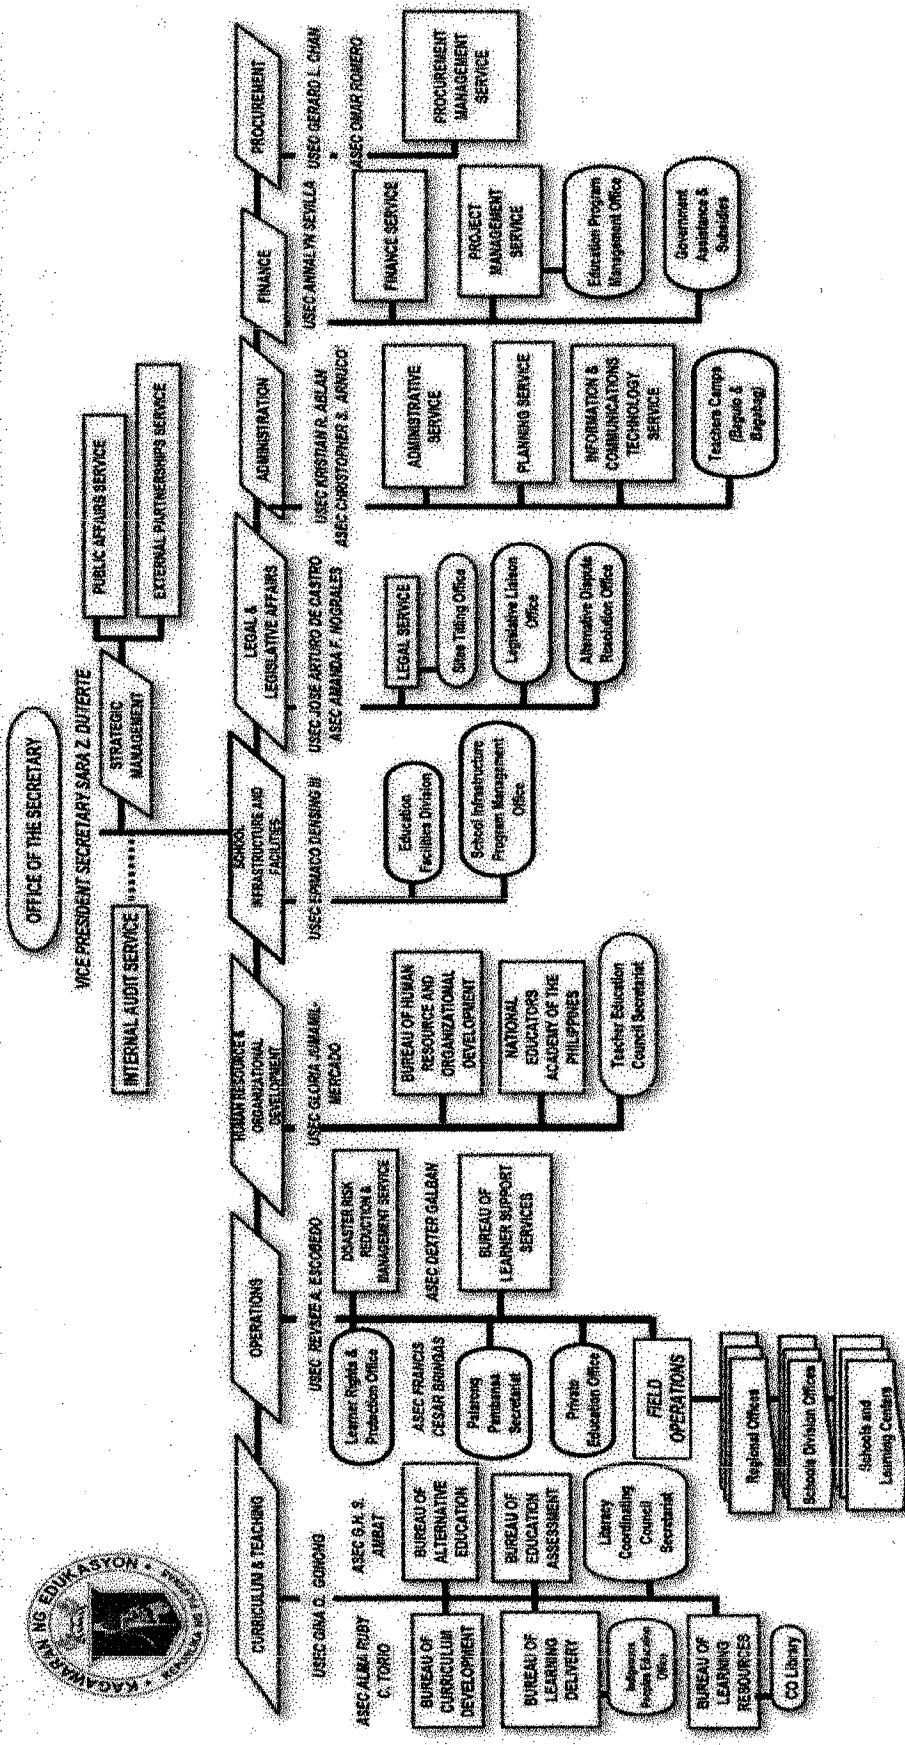 KAGAWARAN NG EDUKASYON
OFFICE OF THE SECRETARY
VICE PRESIDENT SECRETARY SARA Z. DUTERTE
INTERNAL AUDIT SERVICE
STRATEGIC
MANAGEMENT
PUBLIC AFFAIRS SERVICE
EXTERNAL PARTNERSHIPS SERVICE
CURRICULUM & TEACHING
USEC GINA O. GONONG
ASEC ALMA RUBY
C. TORIO
ASEC G.H. S.
AMBAT
BUREAU OF
CURRICULUM
DEVELOPMENT
BUREAU OF
ALTERNATIVE
EDUCATION
BUREAU OF
LEARNING
DELIVERY
BUREAU OF
EDUCATION
ASSESSMENT
Indigenous
Peoples Education
Office
Literacy
Coordinating
Council
Secretariat
BUREAU OF
LEARNING
RESOURCES
CO Library
OPERATIONS
USEC REVSEE A. ESCOBEDO
Learner Rights &
Protection Office
DISASTER RISK
REDUCTION &
MANAGEMENT SERVICE
ASEC FRANCIS
CESAR BRINGAS
ASEC DEXTER GALBAN
Palarong
Pambansa
Secretariat
BUREAU OF
LEARNER SUPPORT
SERVICES
Private
Education Office
FIELD
OPERATIONS
Regional Offices
Schools Division Offices
Schools and
Learning Centers
HUMAN RESOURCE &
ORGANIZATIONAL
DEVELOPMENT
USEC GLORIA JUMAMIL-
MERCADO
BUREAU OF HUMAN
RESOURCE AND
ORGANIZATIONAL
DEVELOPMENT
NATIONAL
EDUCATORS
ACADEMY OF THE
PHILIPPINES
Teacher Education
Council Secretariat
SCHOOL
INFRASTRUCTURE AND
FACILITIES
USEC EPIMACO DENSING III
Education
Facilities Division
School Infrastructure
Program Management
Office
LEGAL &
LEGISLATIVE AFFAIRS
USEC JOSE ARTURO DE CASTRO
ASEC AMANDA F. NOGRALES
LEGAL SERVICE
Sites Titling Office
Legislative Liaison
Office
Alternative Dispute
Resolution Office
ADMINISTRATION
USEC KRISTIAN R. ABLAN
ASEC CHRISTOPHER S. ARRUCO
ADMINISTRATIVE
SERVICE
PLANNING SERVICE
INFORMATION &
COMMUNICATIONS
TECHNOLOGY
SERVICE
Teachers Camps
(Baguio &
Bagabag)
FINANCE
USEC ANNALYN SEVILLA
FINANCE SERVICE
PROJECT
MANAGEMENT
SERVICE
Education Program
Management Office
Government
Assistance &
Subsidies
PROCUREMENT
USEC GERARD L. CHAN
ASEC OMAR ROMERO
PROCUREMENT
MANAGEMENT
SERVICE